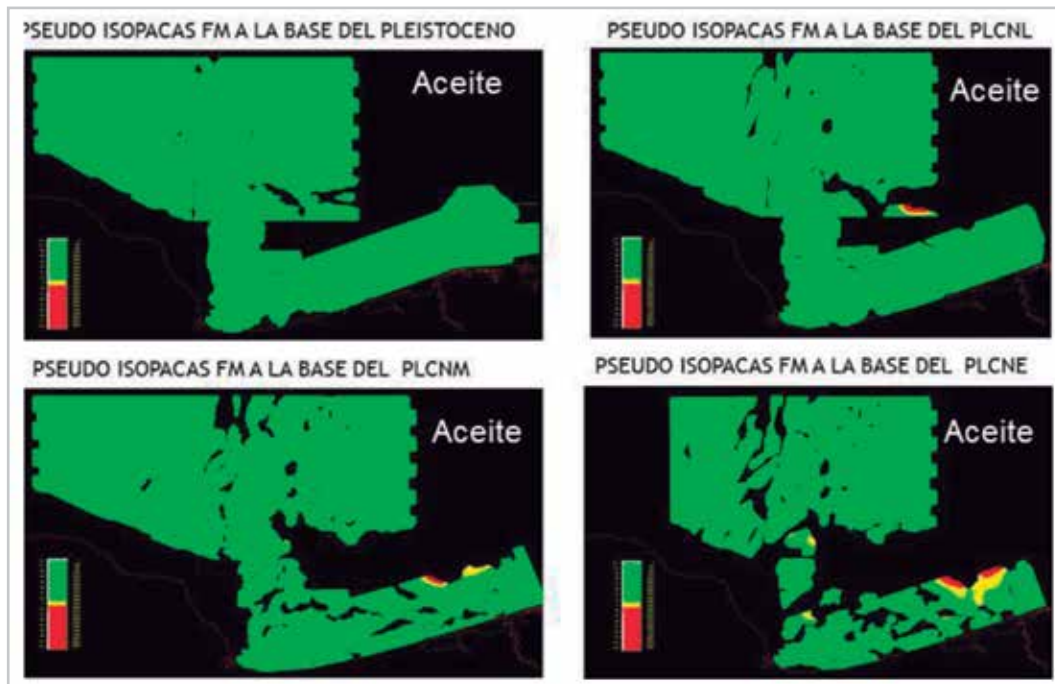 PSEUDO ISOPACAS FM A LA BASE DEL PLEISTOCENO
Aceite
PSEUDO ISOPACAS FM A LA BASE DEL PLCNL
Aceite
PSEUDO ISOPACAS FM A LA BASE DEL PLCNM
Aceite
PSEUDO ISOPACAS FM A LA BASE DEL PLCNE
Aceite